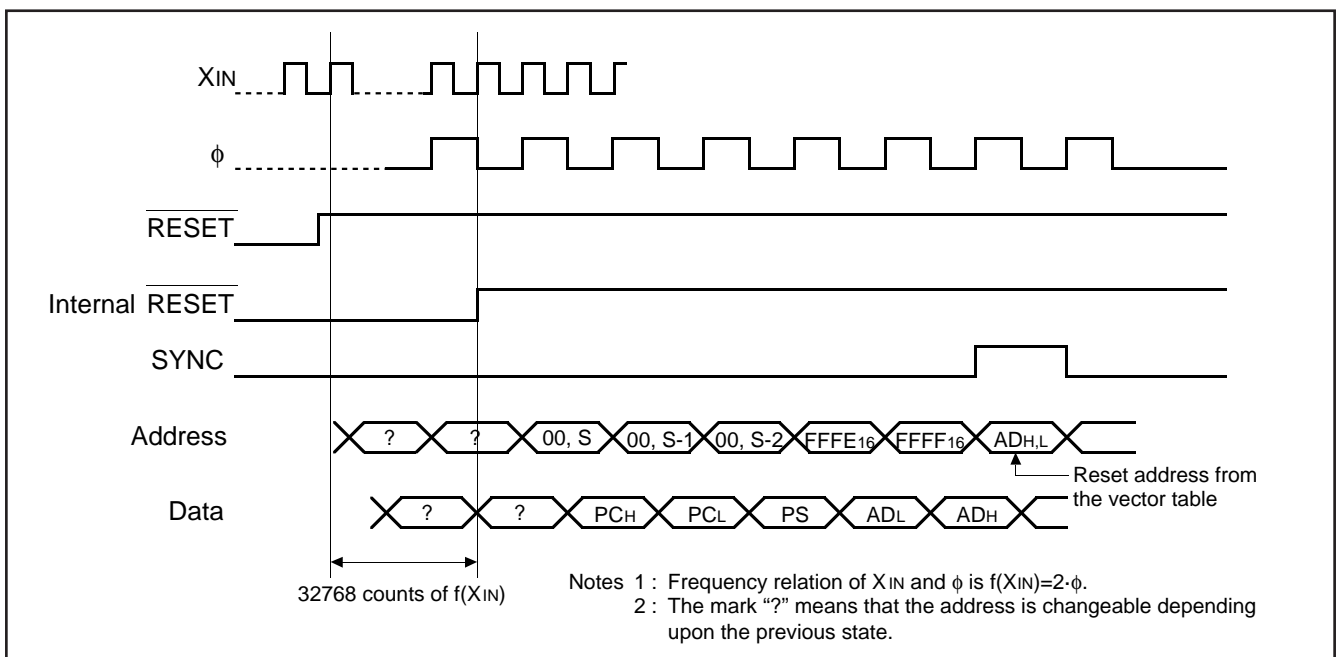 XIN
ϕ
RESET
Internal RESET
SYNC
Address
? ? 00, S 00, S-1 00, S-2 FFFE16 FFFF16 ADH,L
Reset address from
the vector table
Data
? ? PCH PCL PS ADL ADH
32768 counts of f(XIN)
Notes 1 : Frequency relation of XIN and ϕ is f(XIN)=2·ϕ.
2 : The mark “?” means that the address is changeable depending
upon the previous state.